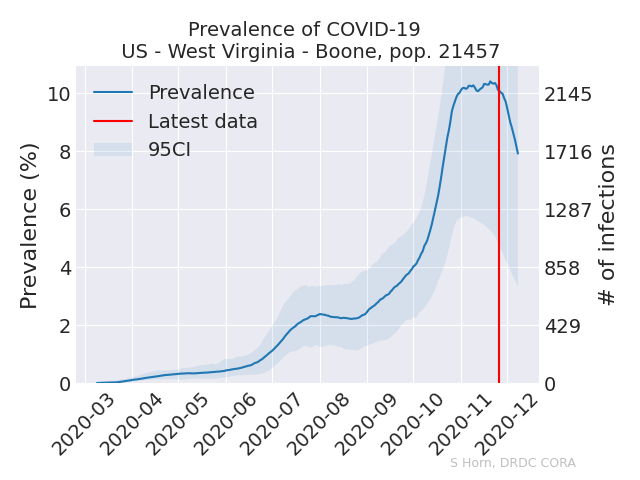 Prevalence of COVID-19
US - West Virginia - Boone, pop. 21457
Prevalence
Latest data
95CI
Prevalence (%)
10
8
6
4
2
0
2145
1716
1287
858
429
0
# of infections
2020-03
2020-04
2020-05
2020-06
2020-07
2020-08
2020-09
2020-10
2020-11
2020-12
S Horn, DRDC CORA